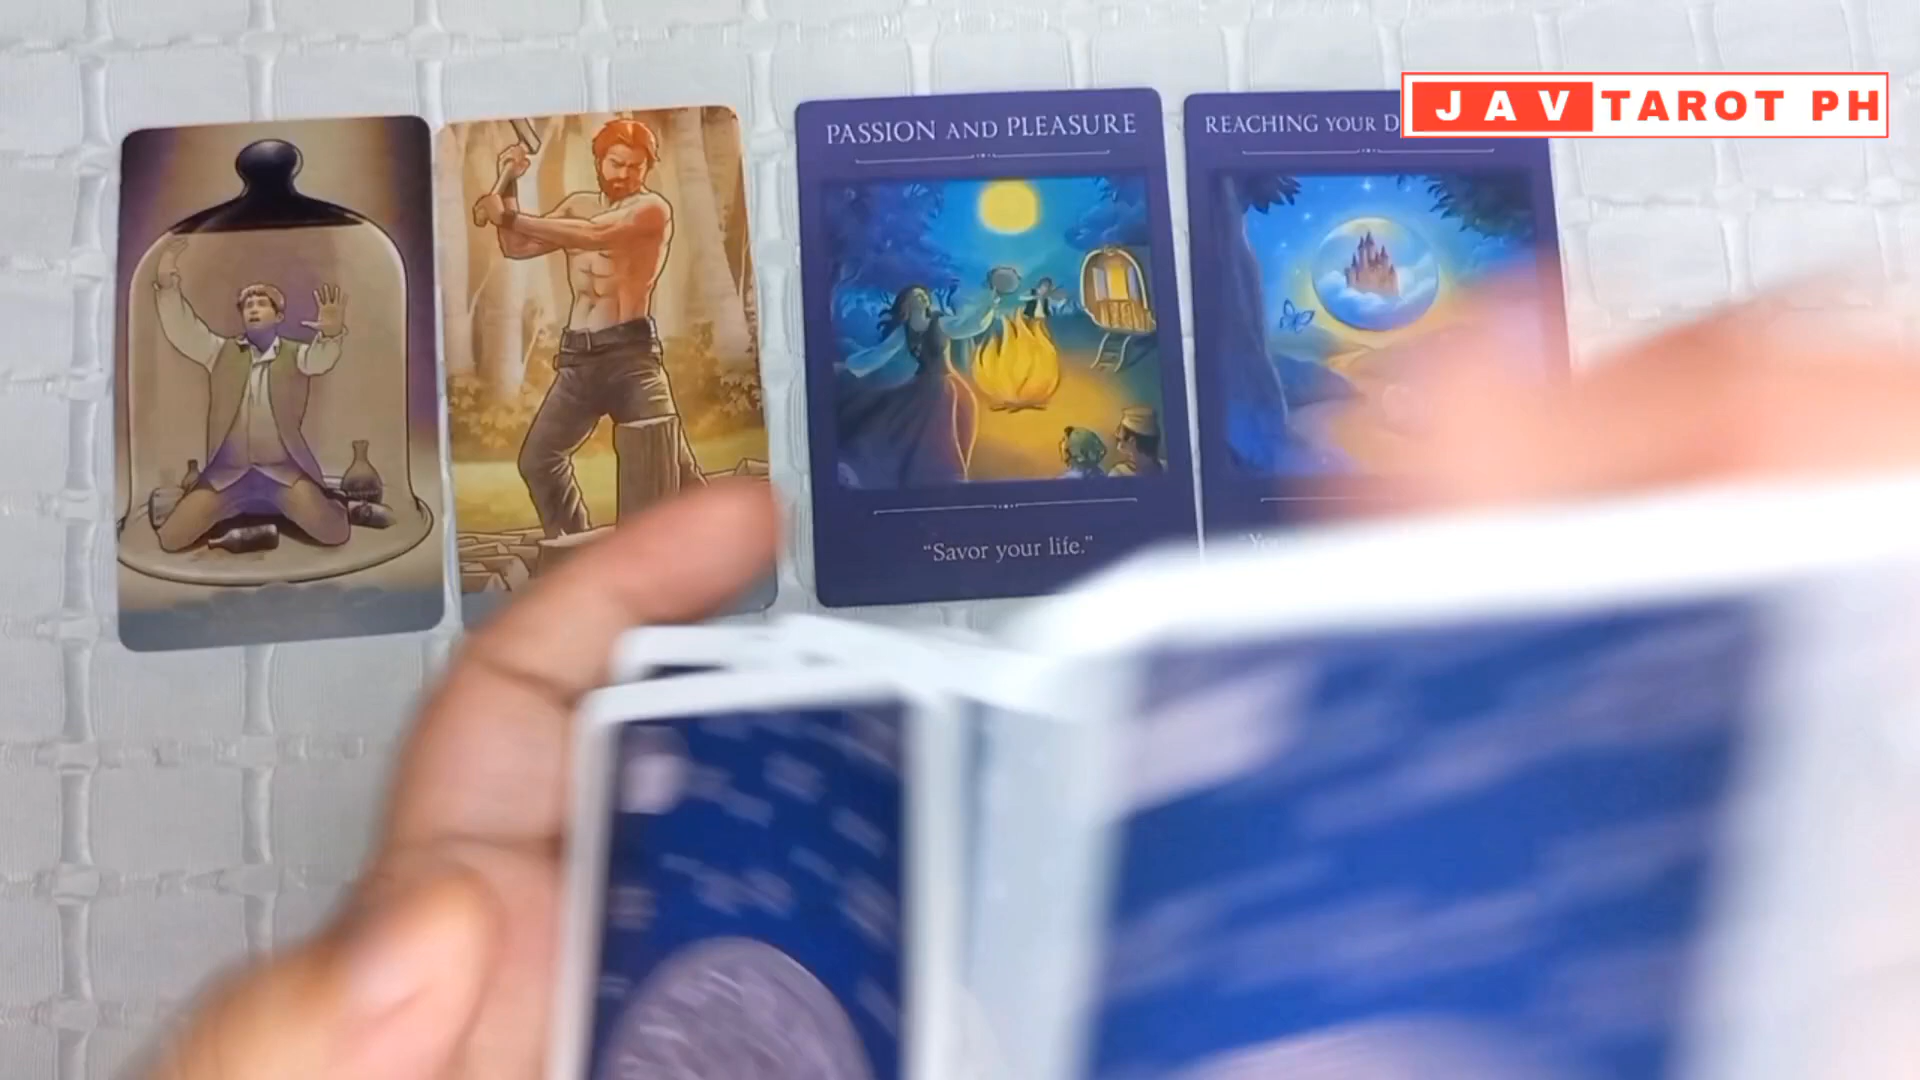 JAV TAROT PH
PASSION AND PLEASURE
REACHING YOUR
"Savor your life."